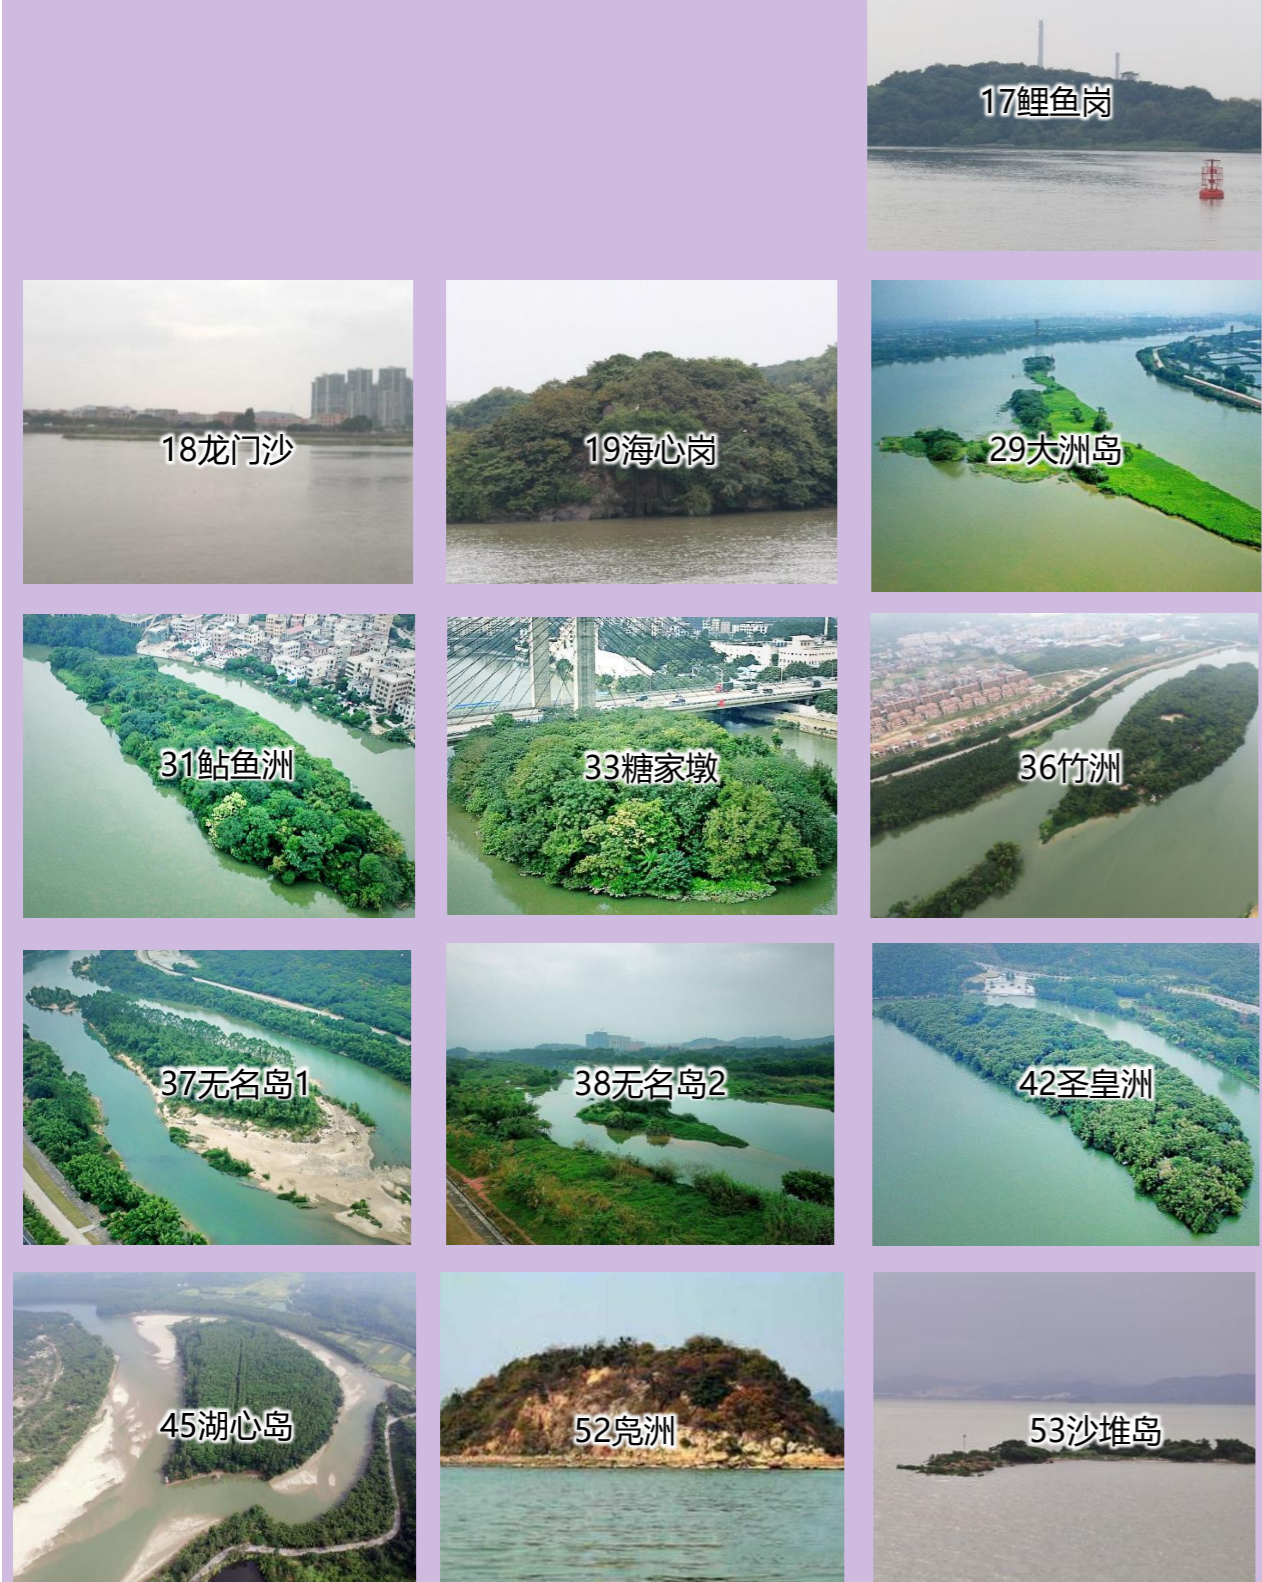 17鲤鱼岗
18龙门沙
19海心岗
29大洲岛
31鲇鱼洲
33糖家墩
36竹洲
37无名岛1
38无名岛2
42圣皇洲
45湖心岛
52凫洲
53沙堆岛